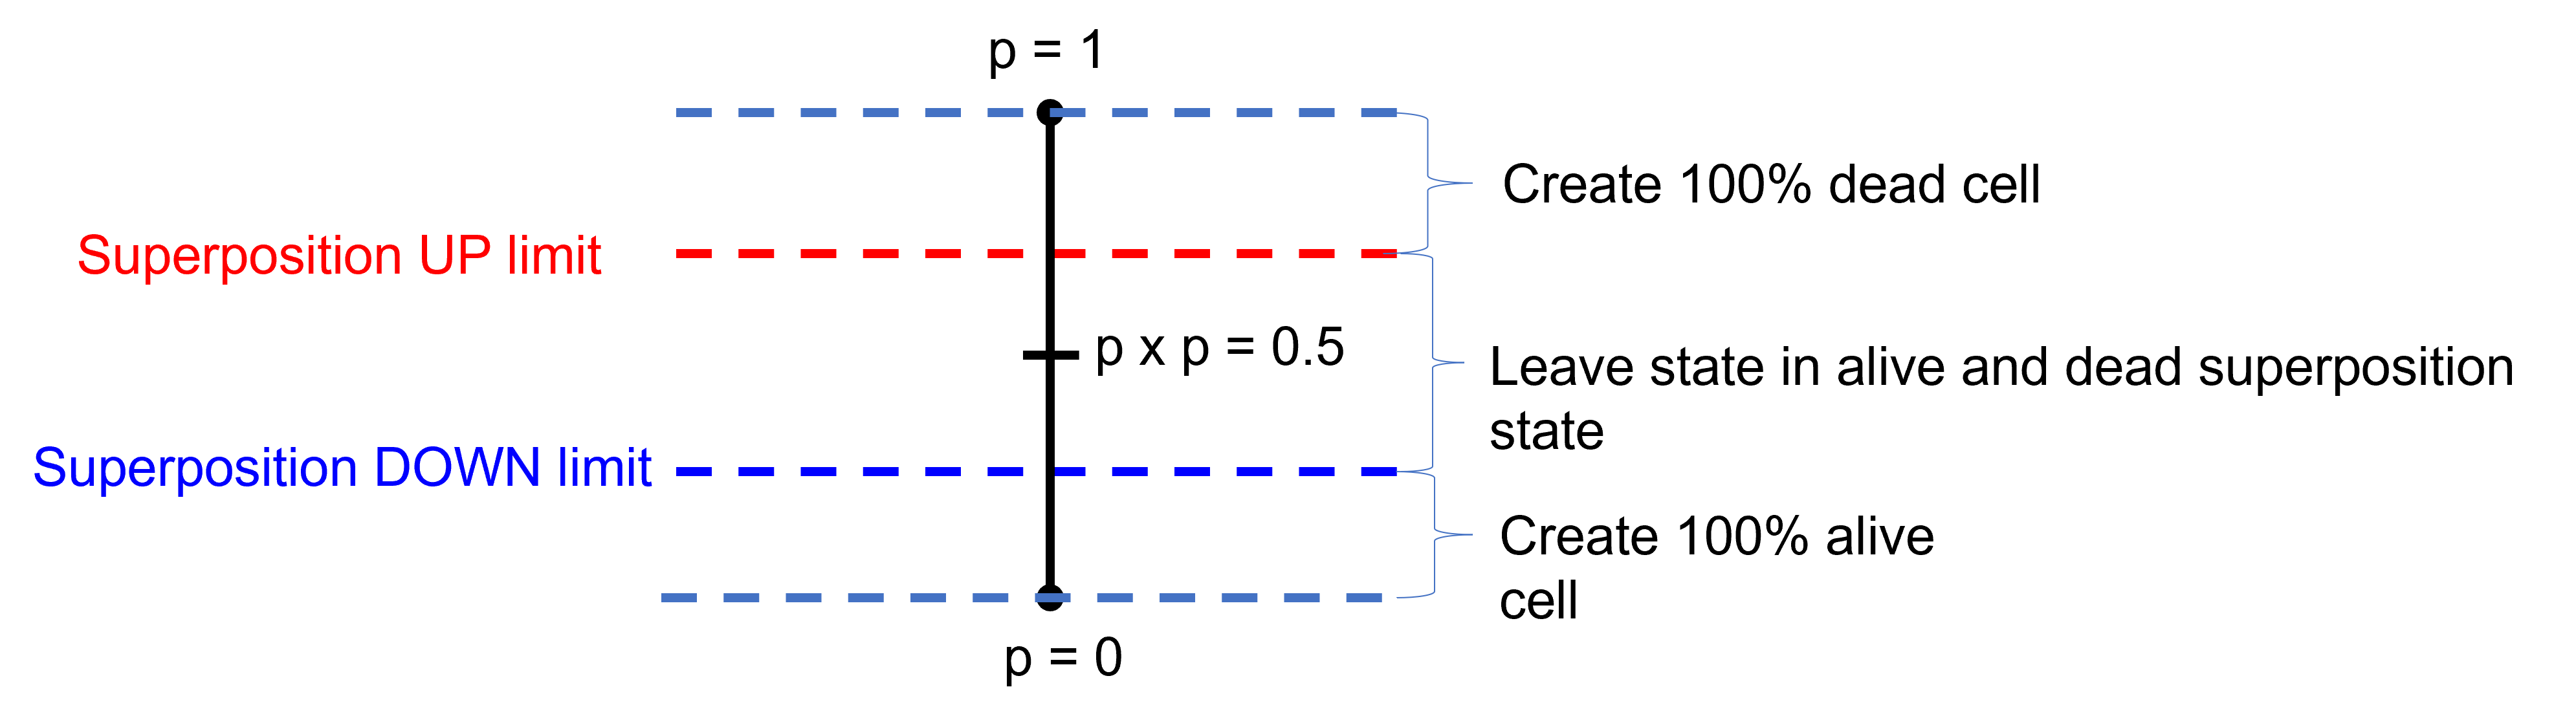 p = 1
Create 100% dead cell
Superposition UP limit
p x p = 0.5
Leave state in alive and dead superposition
state
Superposition DOWN limit
Create 100% alive
cell
p = 0